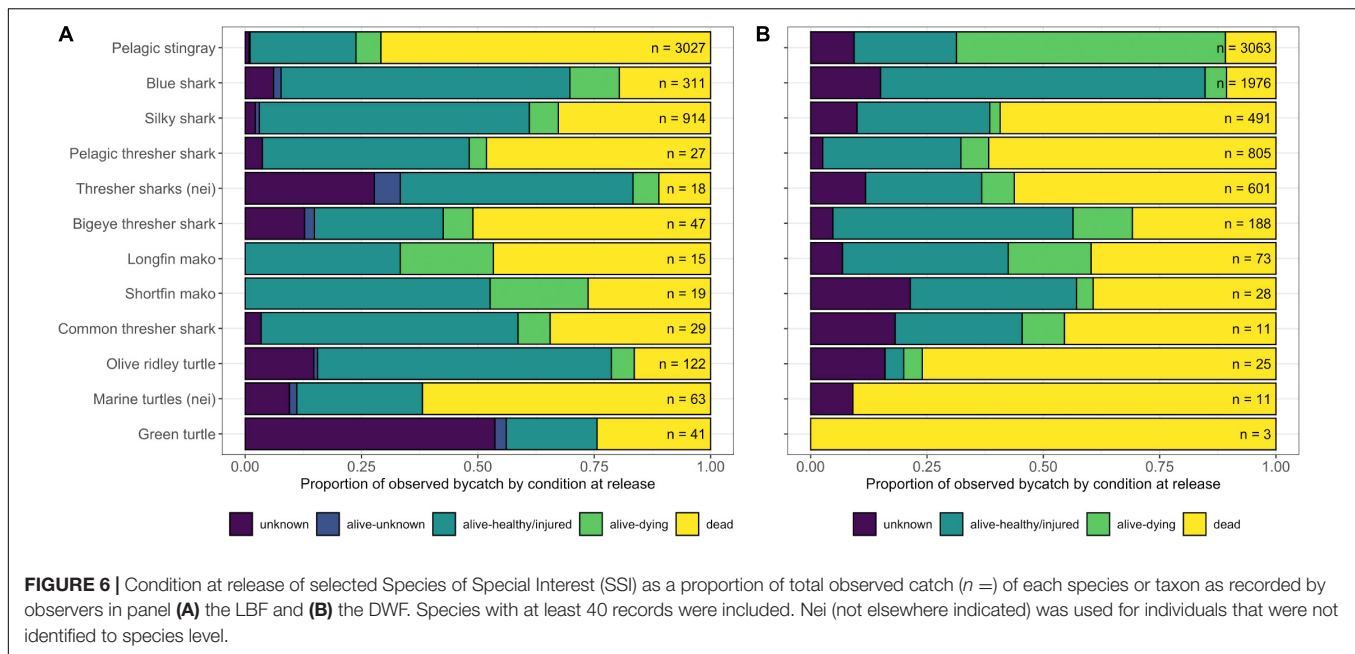 A
B
Pelagic stingray
n = 3027
n = 3063
Blue shark
n = 311
n = 1976
Silky shark
n = 914
n = 491
Pelagic thresher shark
n = 27
n = 805
Thresher sharks (nei)
n = 18
n = 601
Bigeye thresher shark
n = 47
n = 188
Longfin mako
n = 15
n = 73
Shortfin mako
n = 19
n = 28
Common thresher shark
n = 29
n = 11
Olive ridley turtle
n = 122
n = 25
Marine turtles (nei)
n = 63
n = 11
Green turtle
n = 41
n = 3
0.00 0.25 0.50 0.75 1.00
0.00 0.25 0.50 0.75 1.00
Proportion of observed bycatch by condition at release
Proportion of observed bycatch by condition at release
unknown alive-unknown alive-healthy/injured alive-dying dead
unknown alive-healthy/injured alive-dying dead
FIGURE 6 | Condition at release of selected Species of Special Interest (SSI) as a proportion of total observed catch (n =) of each species or taxon as recorded by
observers in panel (A) the LBF and (B) the DWF. Species with at least 40 records were included. Nei (not elsewhere indicated) was used for individuals that were not
identified to species level.